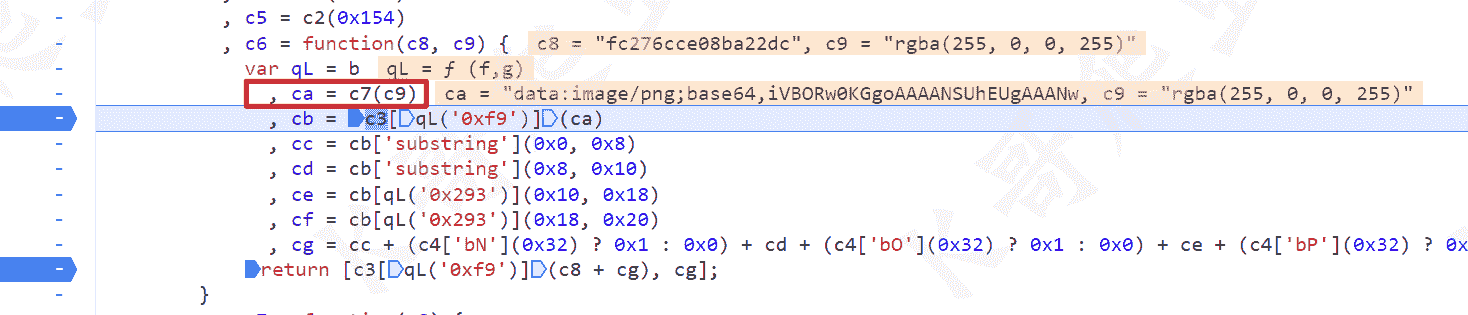 , c5 = c2(0x154)
, c6 = function(c8, c9) { c8 = "fc276cce08ba22dc", c9 = "rgba(255, 0, 0, 255)"
var qL = b qL = ƒ (f,g)
, ca = c7(c9) ca = "data:image/png;base64,iVBORw0KGgoAAAANSUhEUgAAANw, c9 = "rgba(255, 0, 0, 255)"
, cb = c3[qL('0xf9')](ca)
, cc = cb['substring'](0x0, 0x8)
, cd = cb['substring'](0x8, 0x10)
, ce = cb[qL('0x293')](0x10, 0x18)
, cf = cb[qL('0x293')](0x18, 0x20)
, cg = cc + (c4['bN'](0x32) ? 0x1 : 0x0) + cd + (c4['bO'](0x32) ? 0x1 : 0x0) + ce + (c4['bP'](0x32) ? 0x
return [c3[qL('0xf9')](c8 + cg), cg];
}